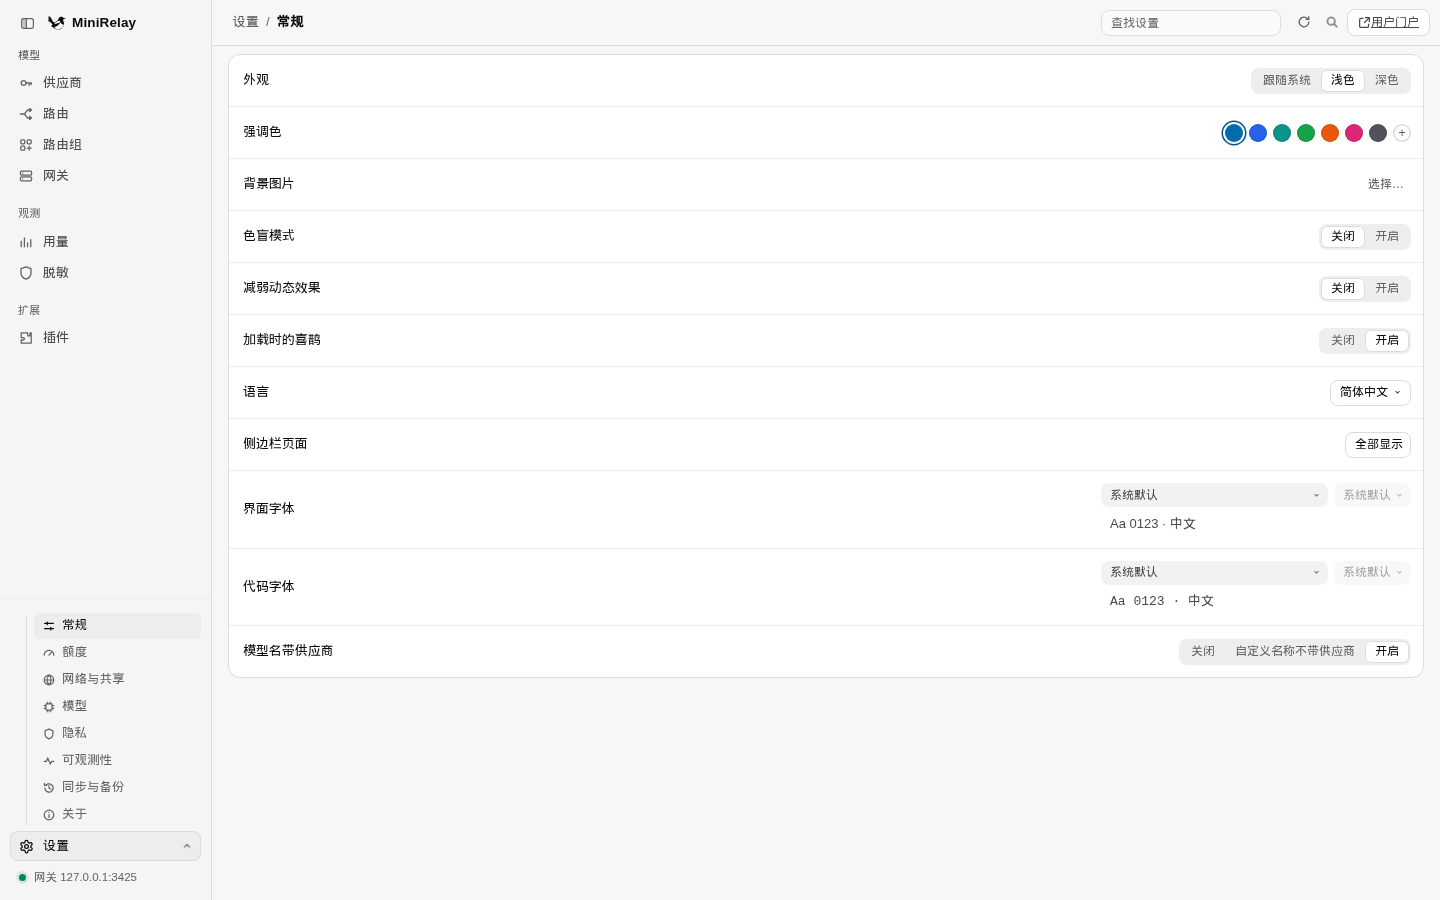 MiniRelay
模型
供应商
路由
路由组
网关
观测
用量
脱敏
扩展
插件
常规
额度
网络与共享
模型
隐私
可观测性
同步与备份
关于
设置
网关 127.0.0.1:3425
设置 / 常规
查找设置
用户门户
外观
跟随系统 浅色 深色
强调色
+
背景图片
选择...
色盲模式
关闭 开启
减弱动态效果
关闭 开启
加载时的喜鹊
关闭 开启
语言
简体中文
侧边栏页面
全部显示
界面字体
系统默认 系统默认
Aa 0123 · 中文
代码字体
系统默认 系统默认
Aa 0123 · 中文
模型名带供应商
关闭 自定义名称不带供应商 开启